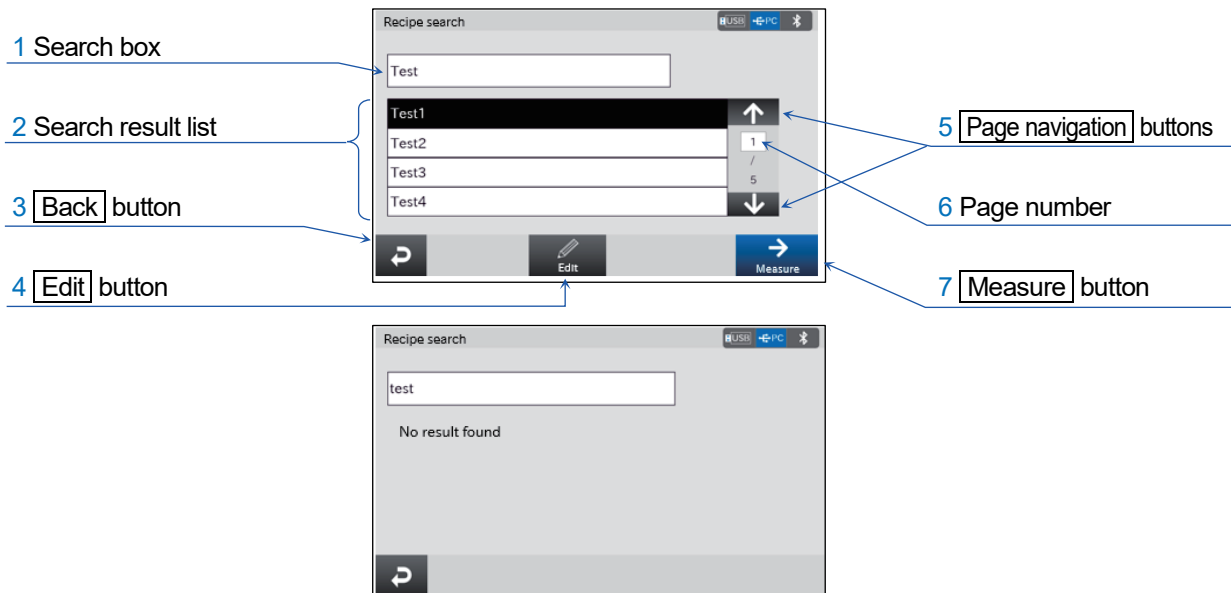 Recipe search
USB PC
1 Search box
Test
2 Search result list
Test1
Test2
Test3
Test4
1
/
5
5 Page navigation buttons
3 Back button
6 Page number
Edit
Measure
4 Edit button
7 Measure button
Recipe search
USB PC
test
No result found